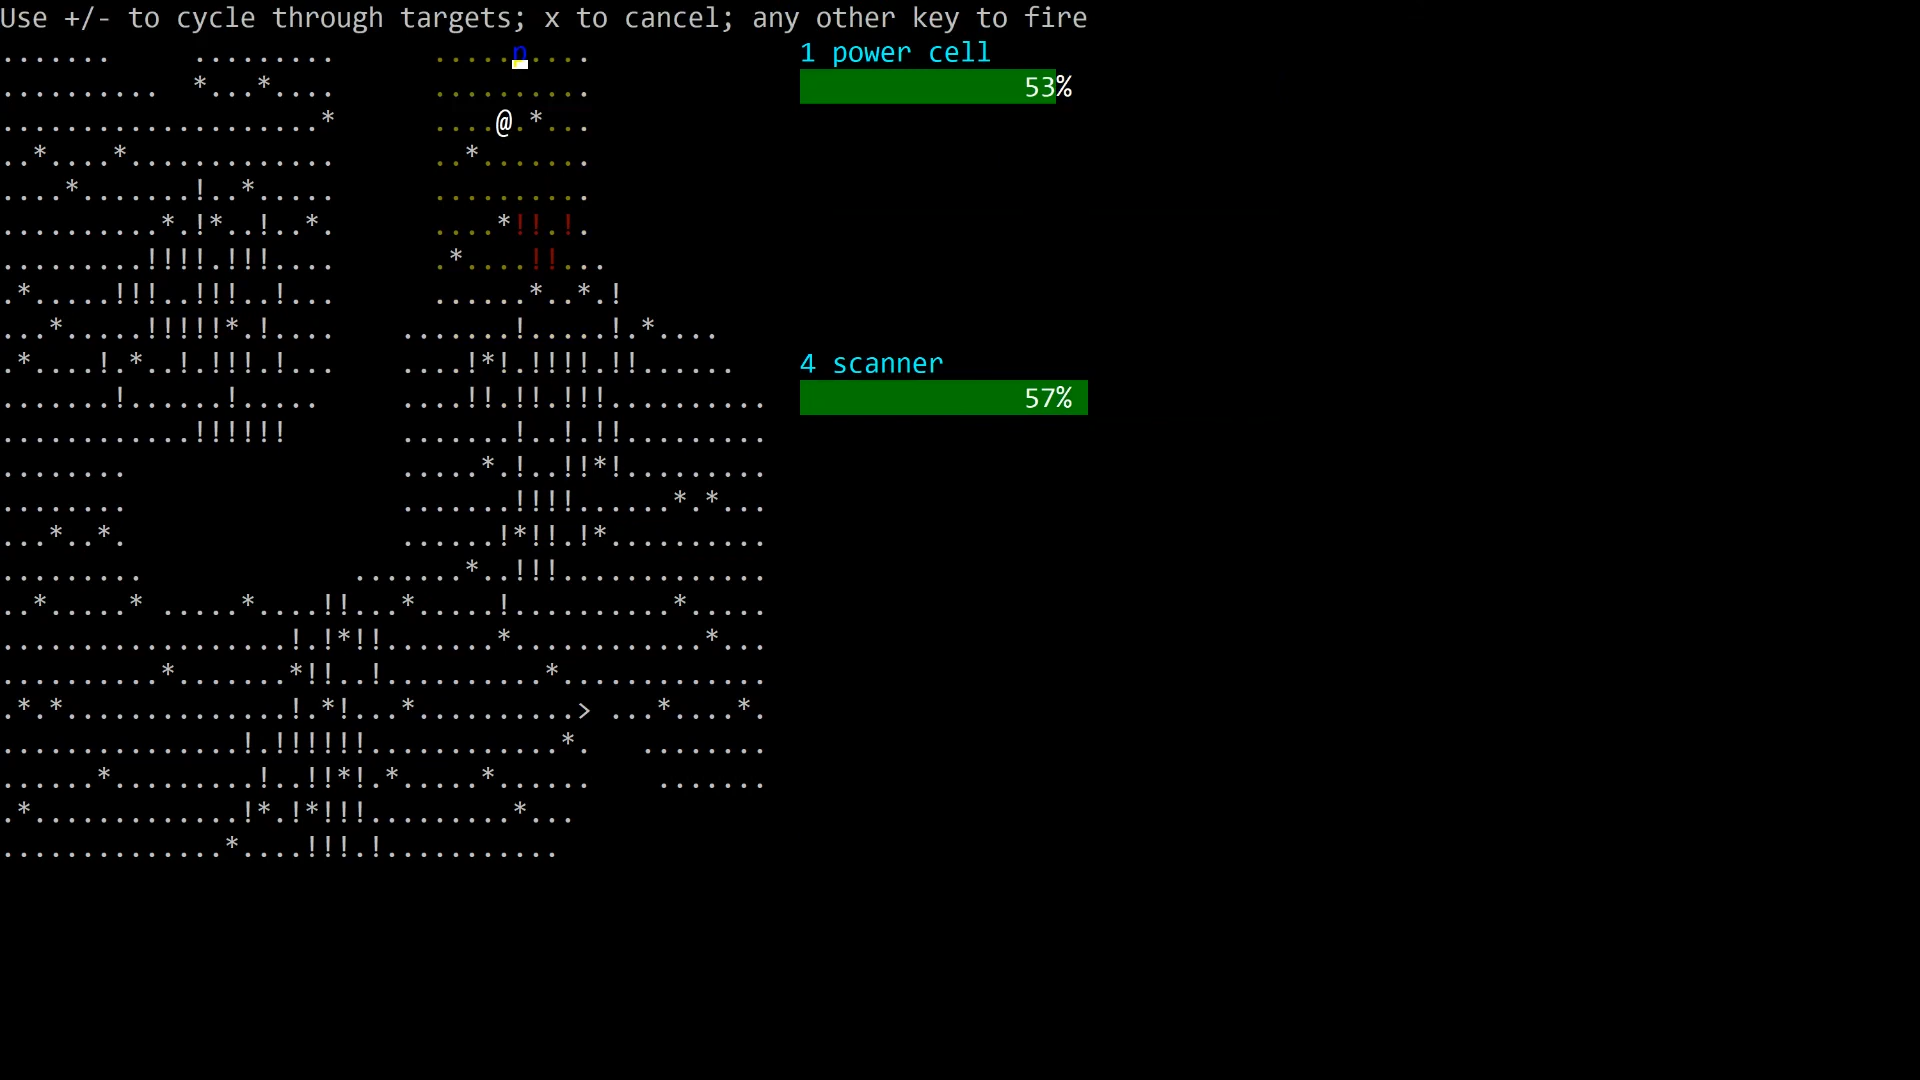 Use +/- to cycle through targets; x to cancel; any other key to fire
1 power cell
53%
4 scanner
57%